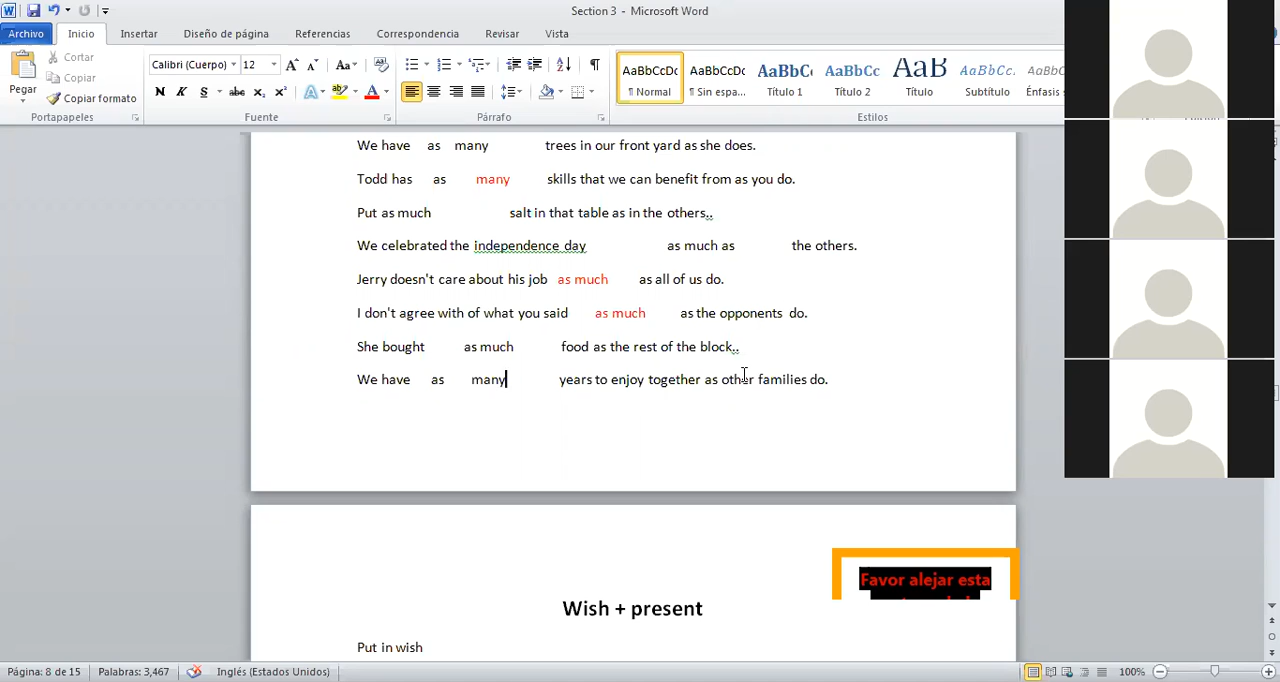 Section 3 - Microsoft Word
Archivo Inicio Insertar Diseño de página Referencias Correspondencia Revisar Vista
Pegar
Cortar
Copiar
Copiar formato
Portapapeles
Calibri (Cuerpo) 12
N K S abc
Fuente
Párrafo
AaBbCcDc AaBbCcDc AaBbC AaBbCc AaB AaBbCc. AaBbC
¶ Normal ¶ Sin espa... Título 1 Título 2 Título Subtítulo Énfasis
Estilos
We have as many trees in our front yard as she does.
Todd has as many skills that we can benefit from as you do.
Put as much salt in that table as in the others..
We celebrated the independence day as much as the others.
Jerry doesn't care about his job as much as all of us do.
I don't agree with of what you said as much as the opponents do.
She bought as much food as the rest of the block..
We have as many years to enjoy together as other families do.
Favor alejar esta
Wish + present
Put in wish
Página: 8 de 15 Palabras: 3,467 Inglés (Estados Unidos) 100%